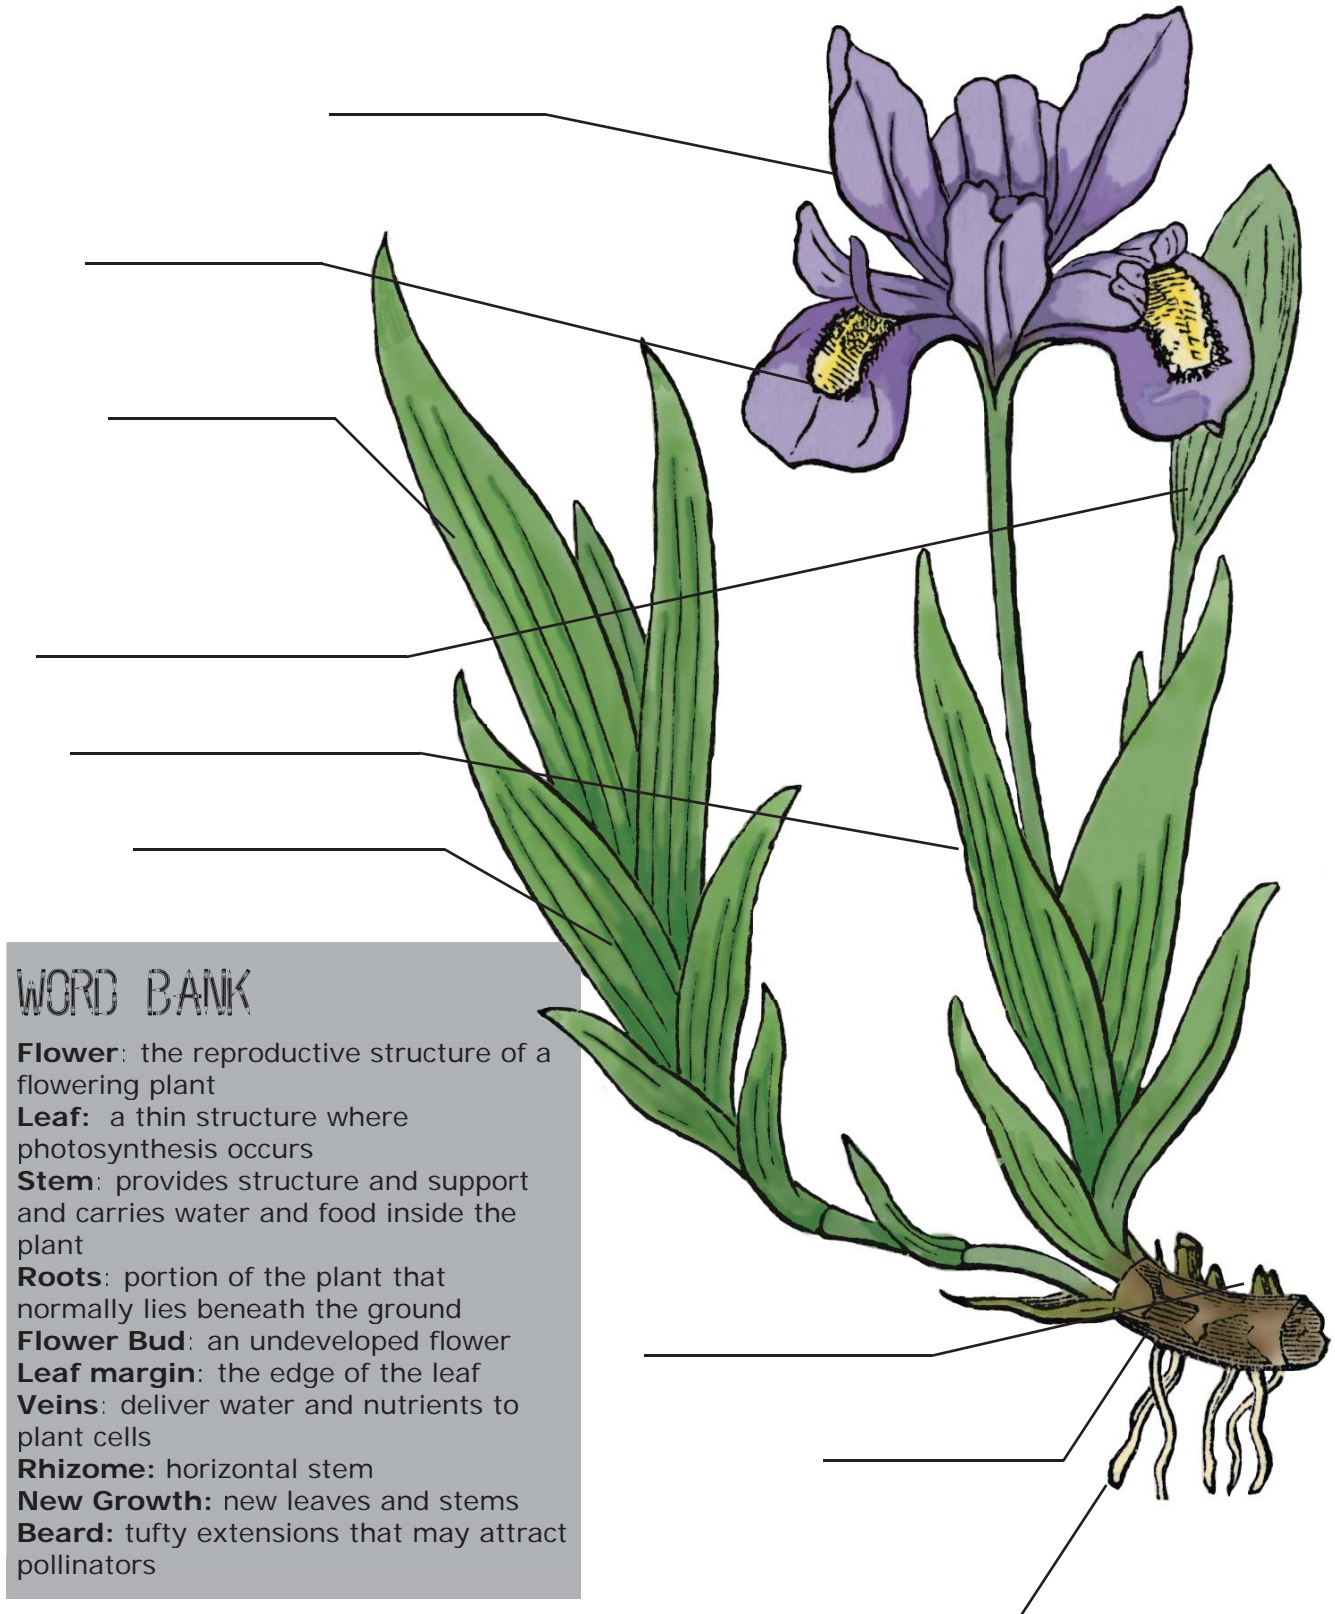 WORD BANK
Flower: the reproductive structure of a
flowering plant
Leaf: a thin structure where
photosynthesis occurs
Stem: provides structure and support
and carries water and food inside the
plant
Roots: portion of the plant that
normally lies beneath the ground
Flower Bud: an undeveloped flower
Leaf margin: the edge of the leaf
Veins: deliver water and nutrients to
plant cells
Rhizome: horizontal stem
New Growth: new leaves and stems
Beard: tufty extensions that may attract
pollinators